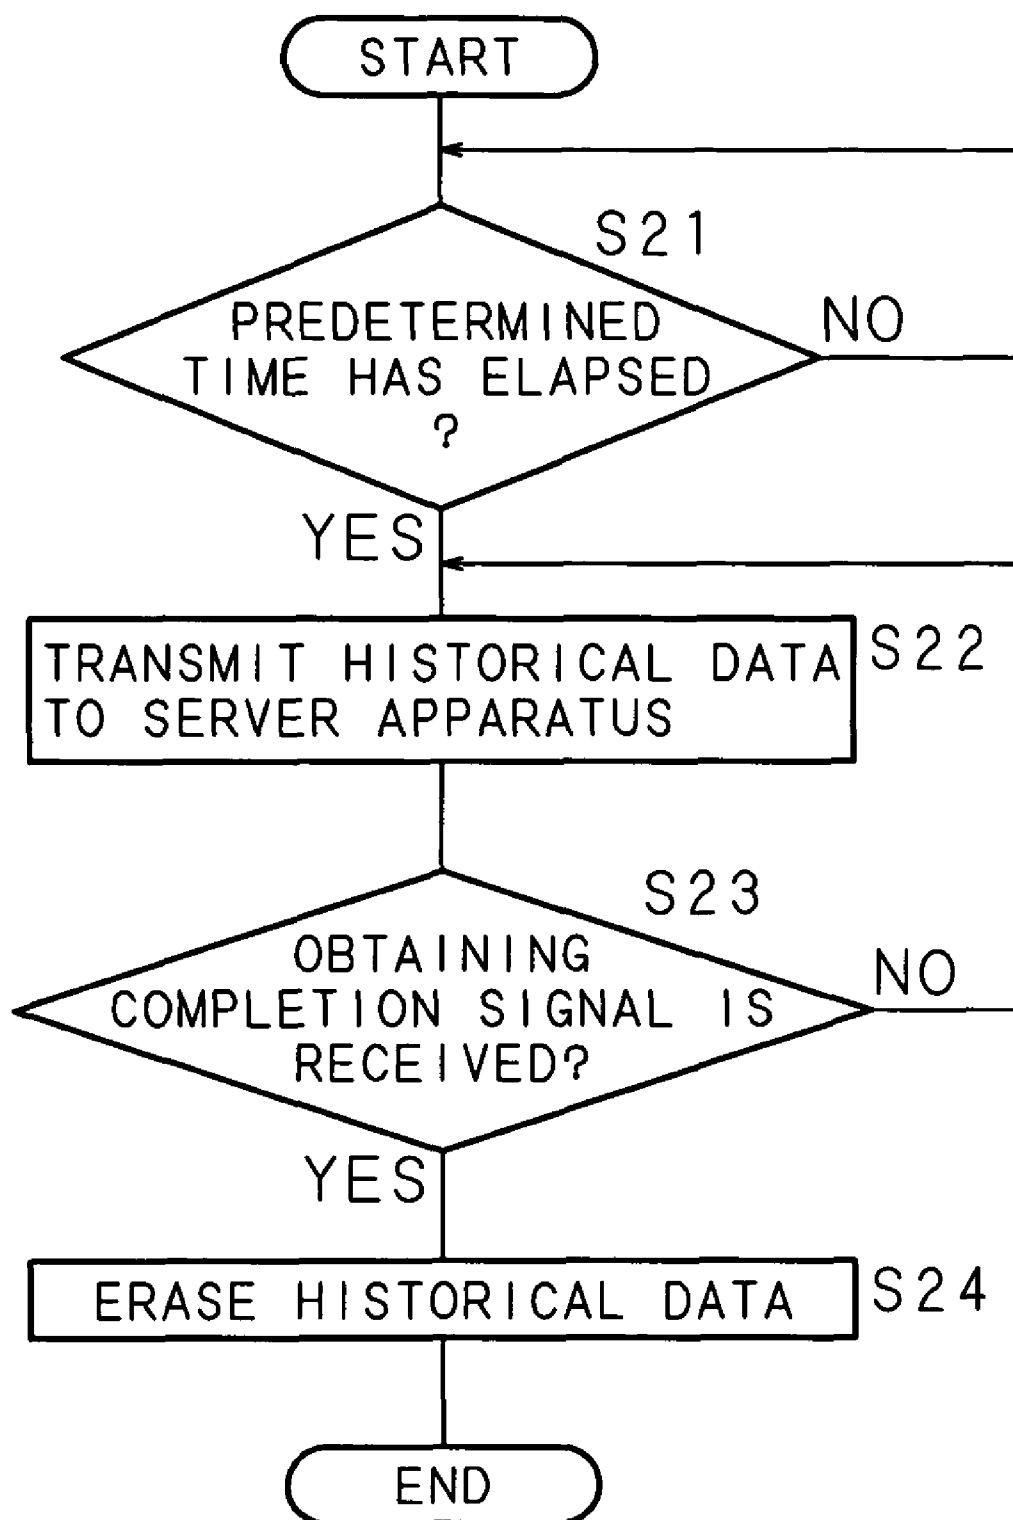 START
S21
PREDETERMINED
TIME HAS ELAPSED
?
NO
YES
TRANSMIT HISTORICAL DATA
TO SERVER APPARATUS
S22
S23
OBTAINING
COMPLETION SIGNAL IS
RECEIVED?
NO
YES
ERASE HISTORICAL DATA
S24
END